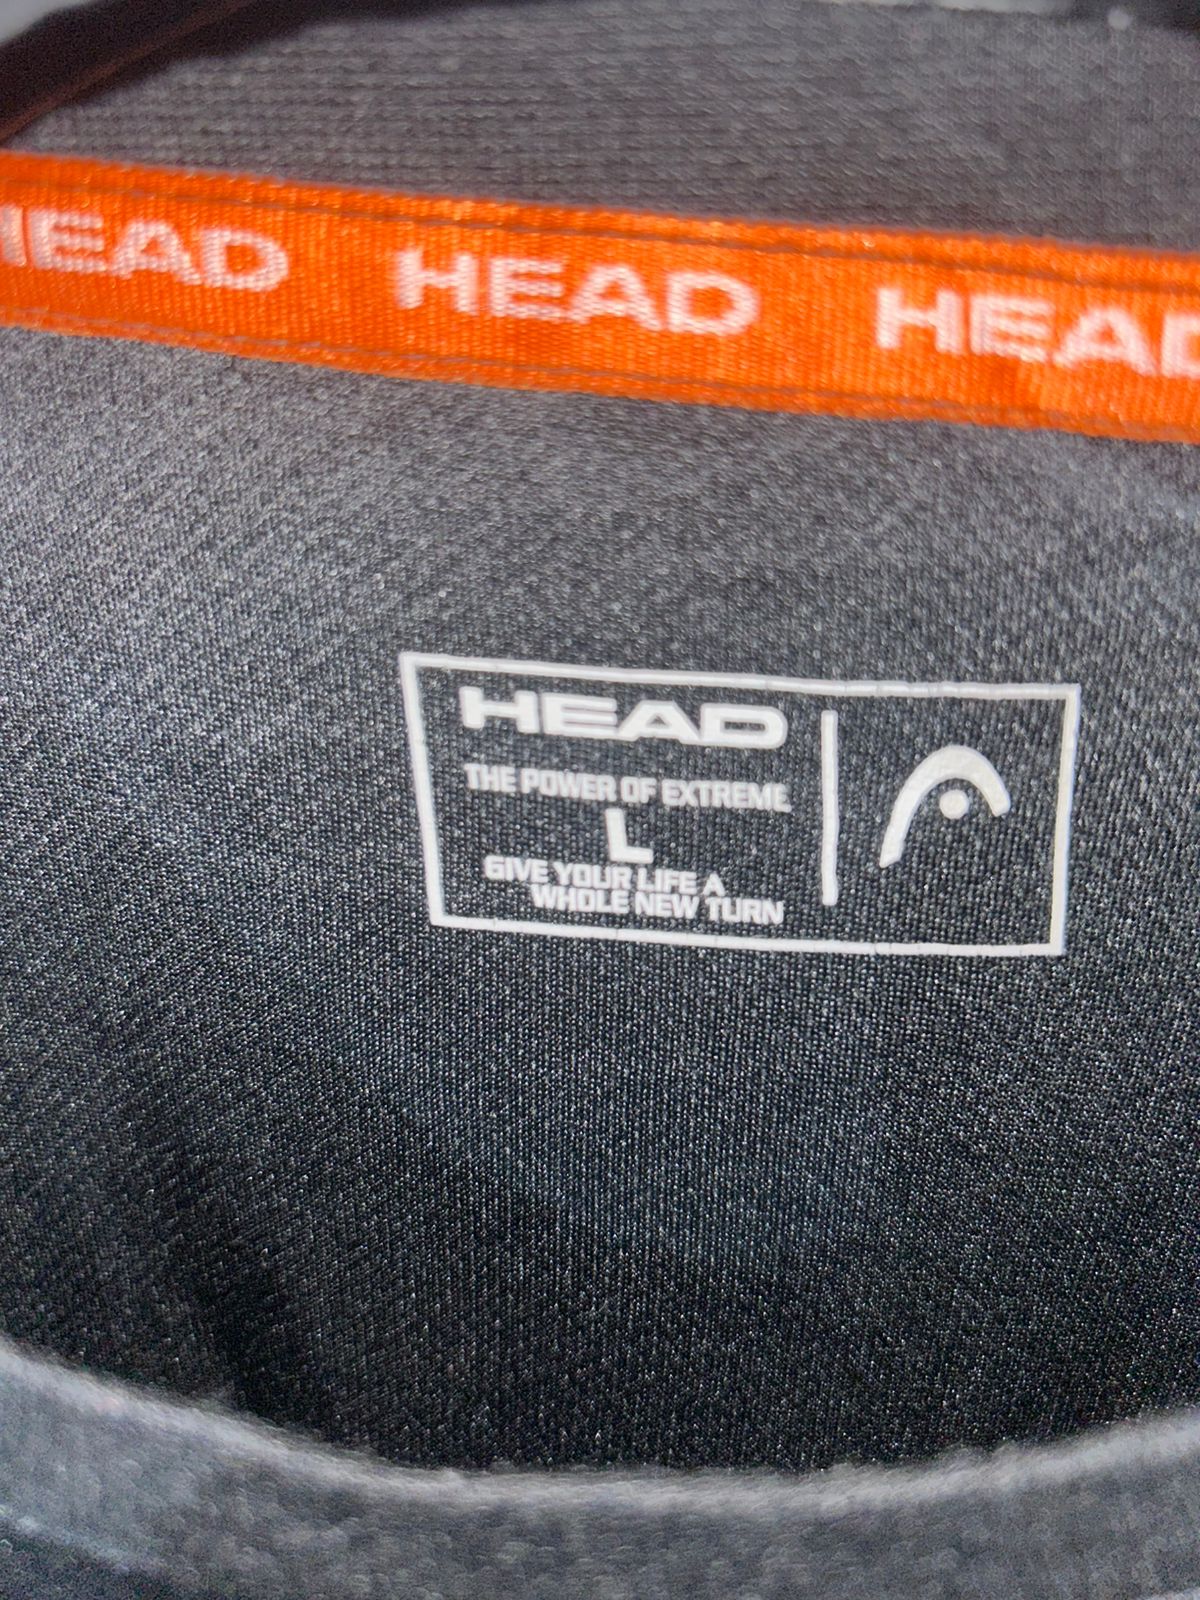 HEAD HEAD HEAD
HEAD
THE POWER OF EXTREME
L
GIVE YOUR LIFE A
WHOLE NEW TURN